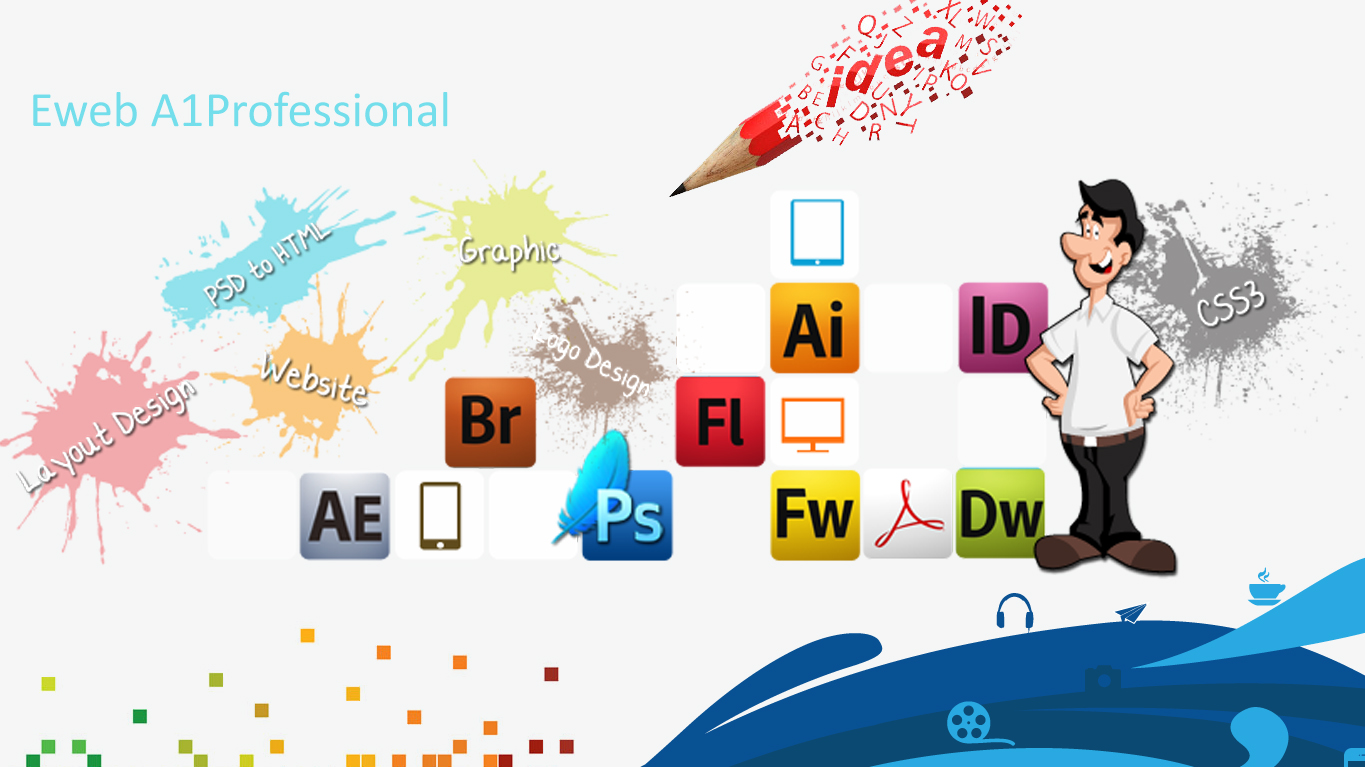 Eweb A1Professional
idea
PSD to HTML
Graphic
CSS3
Logo Design
Website
Layout Design
Ai
ID
Br
Fl
AE
Ps
Fw
Dw